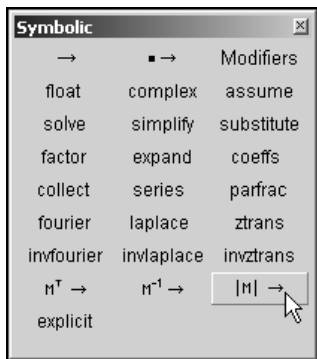 Symbolic
→ ▪ → Modifiers
float complex assume
solve simplify substitute
factor expand coeffs
collect series parfrac
fourier laplace ztrans
invfourier invlaplace invztrans
Mᵀ → M⁻¹ → |M| →
explicit